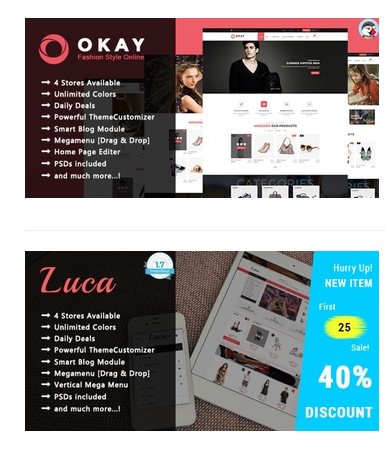 OKAY
Fashion Style Online
4 Stores Available
Unlimited Colors
Daily Deals
Powerful ThemeCustomizer
Smart Blog Module
Megamenu [Drag & Drop]
Home Page Editer
PSDs included
and much more...!
OKAY
AWESOME OUR PRODUCTS
CATEGORIES
Luca
1.7
4 Stores Available
Unlimited Colors
Daily Deals
Powerful ThemeCustomizer
Smart Blog Module
Megamenu [Drag & Drop]
Vertical Mega Menu
PSDs included
and much more...!
Hurry Up!
NEW ITEM
First
25
Sale!
40%
DISCOUNT